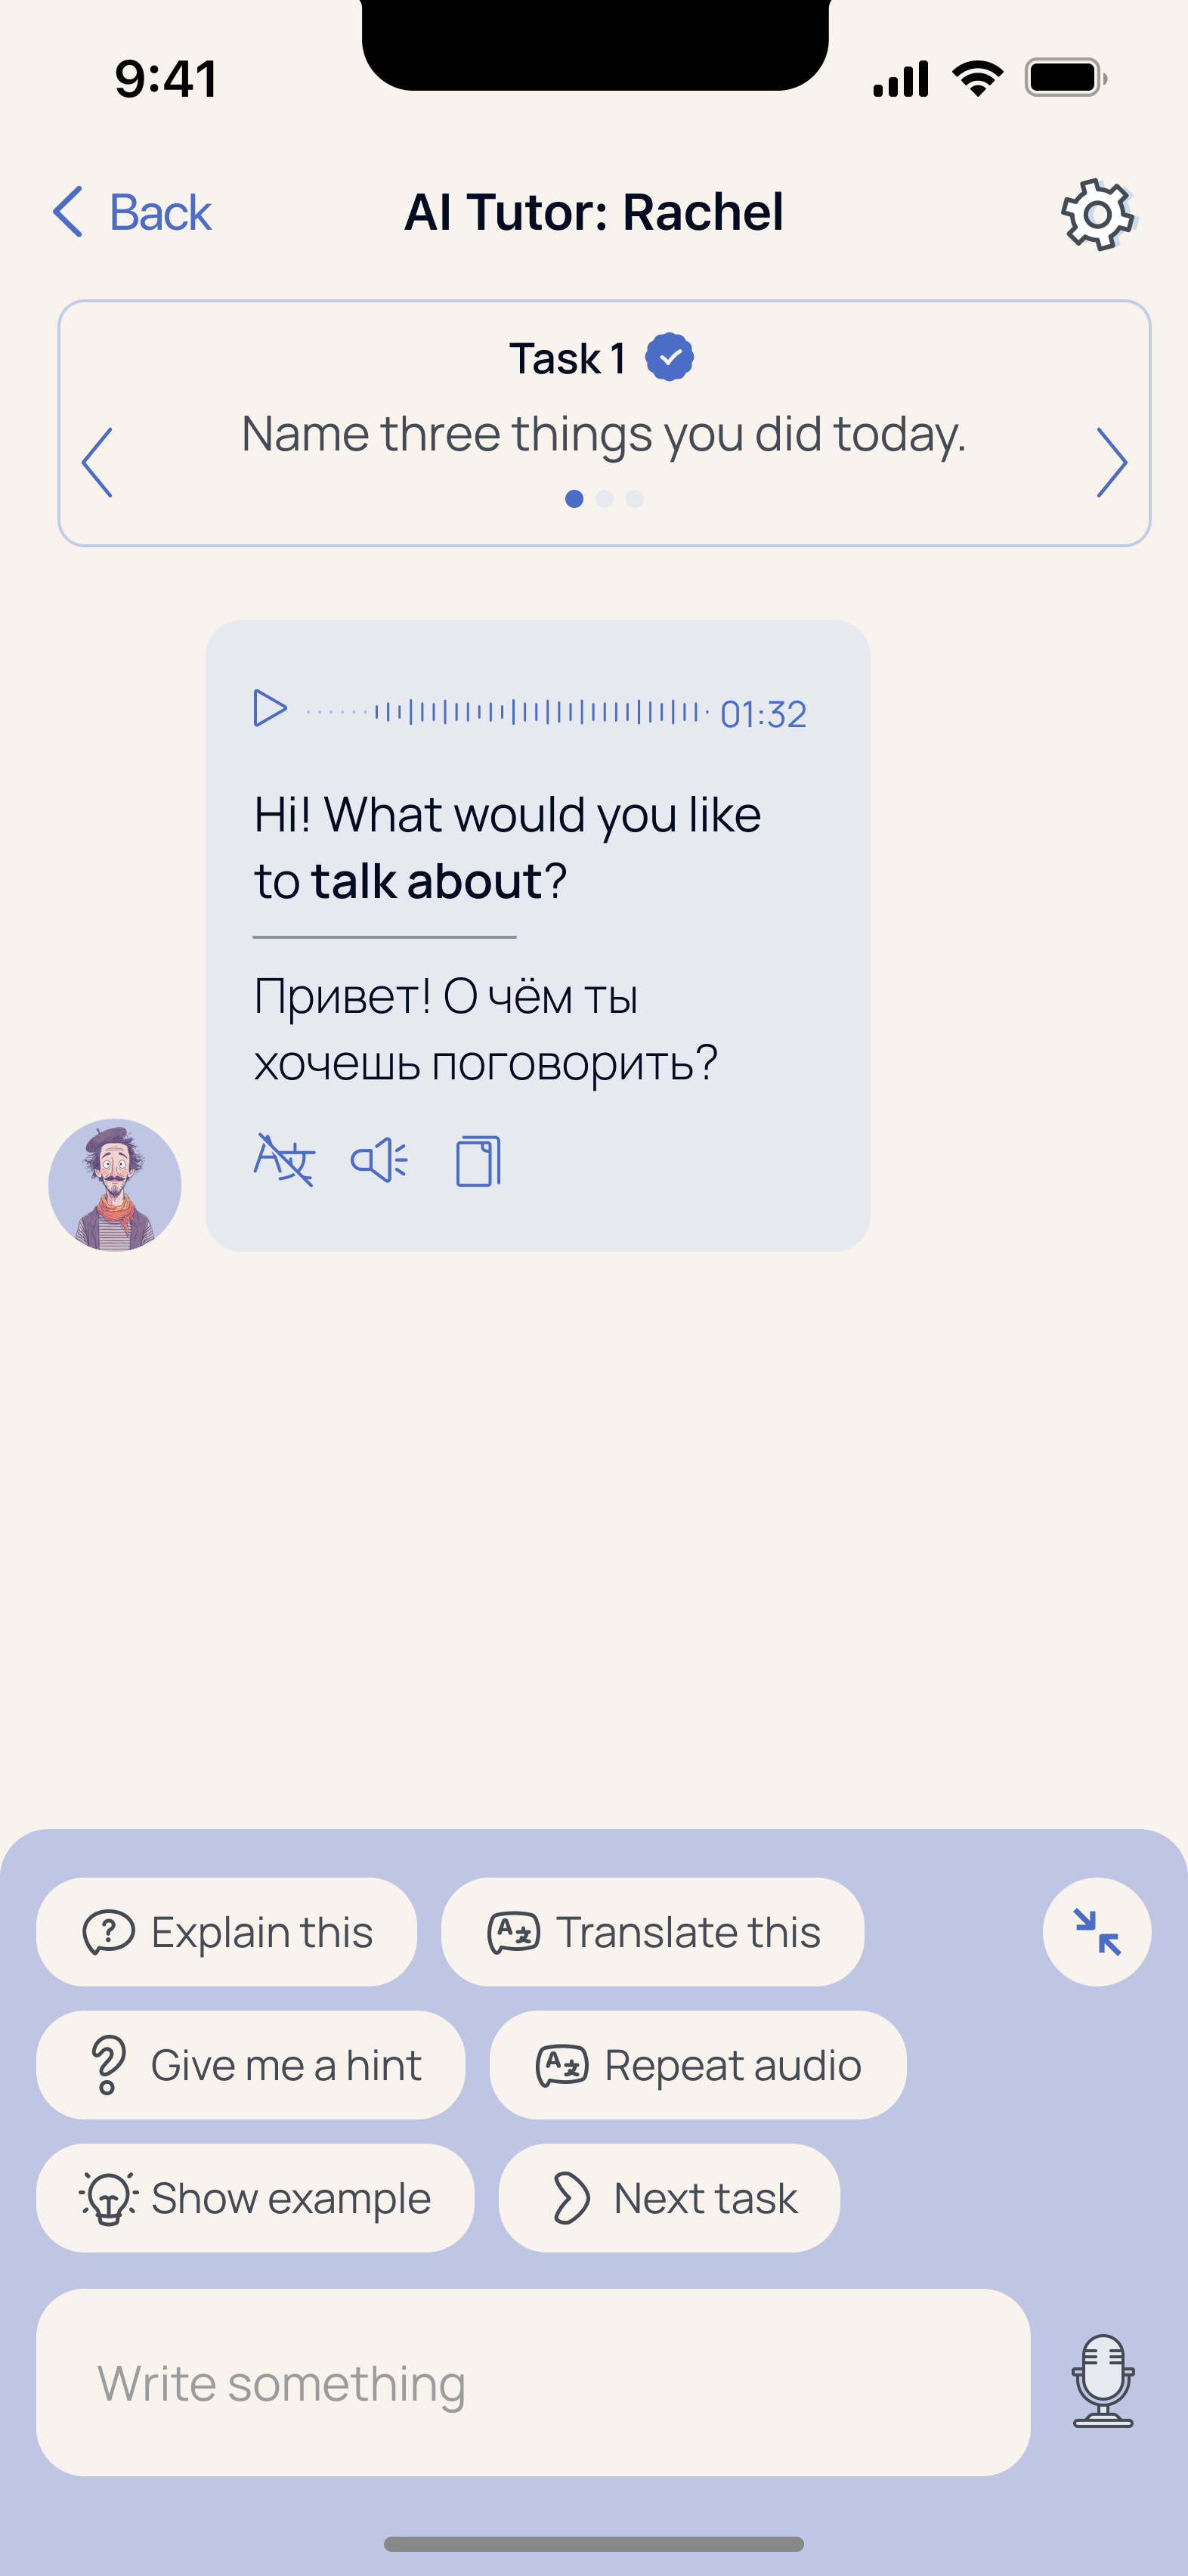 9:41
Back
AI Tutor: Rachel
Task 1
Name three things you did today.
01:32
Hi! What would you like
to talk about?
Привет! О чём ты
хочешь поговорить?
Explain this
Translate this
Give me a hint
Repeat audio
Show example
Next task
Write something